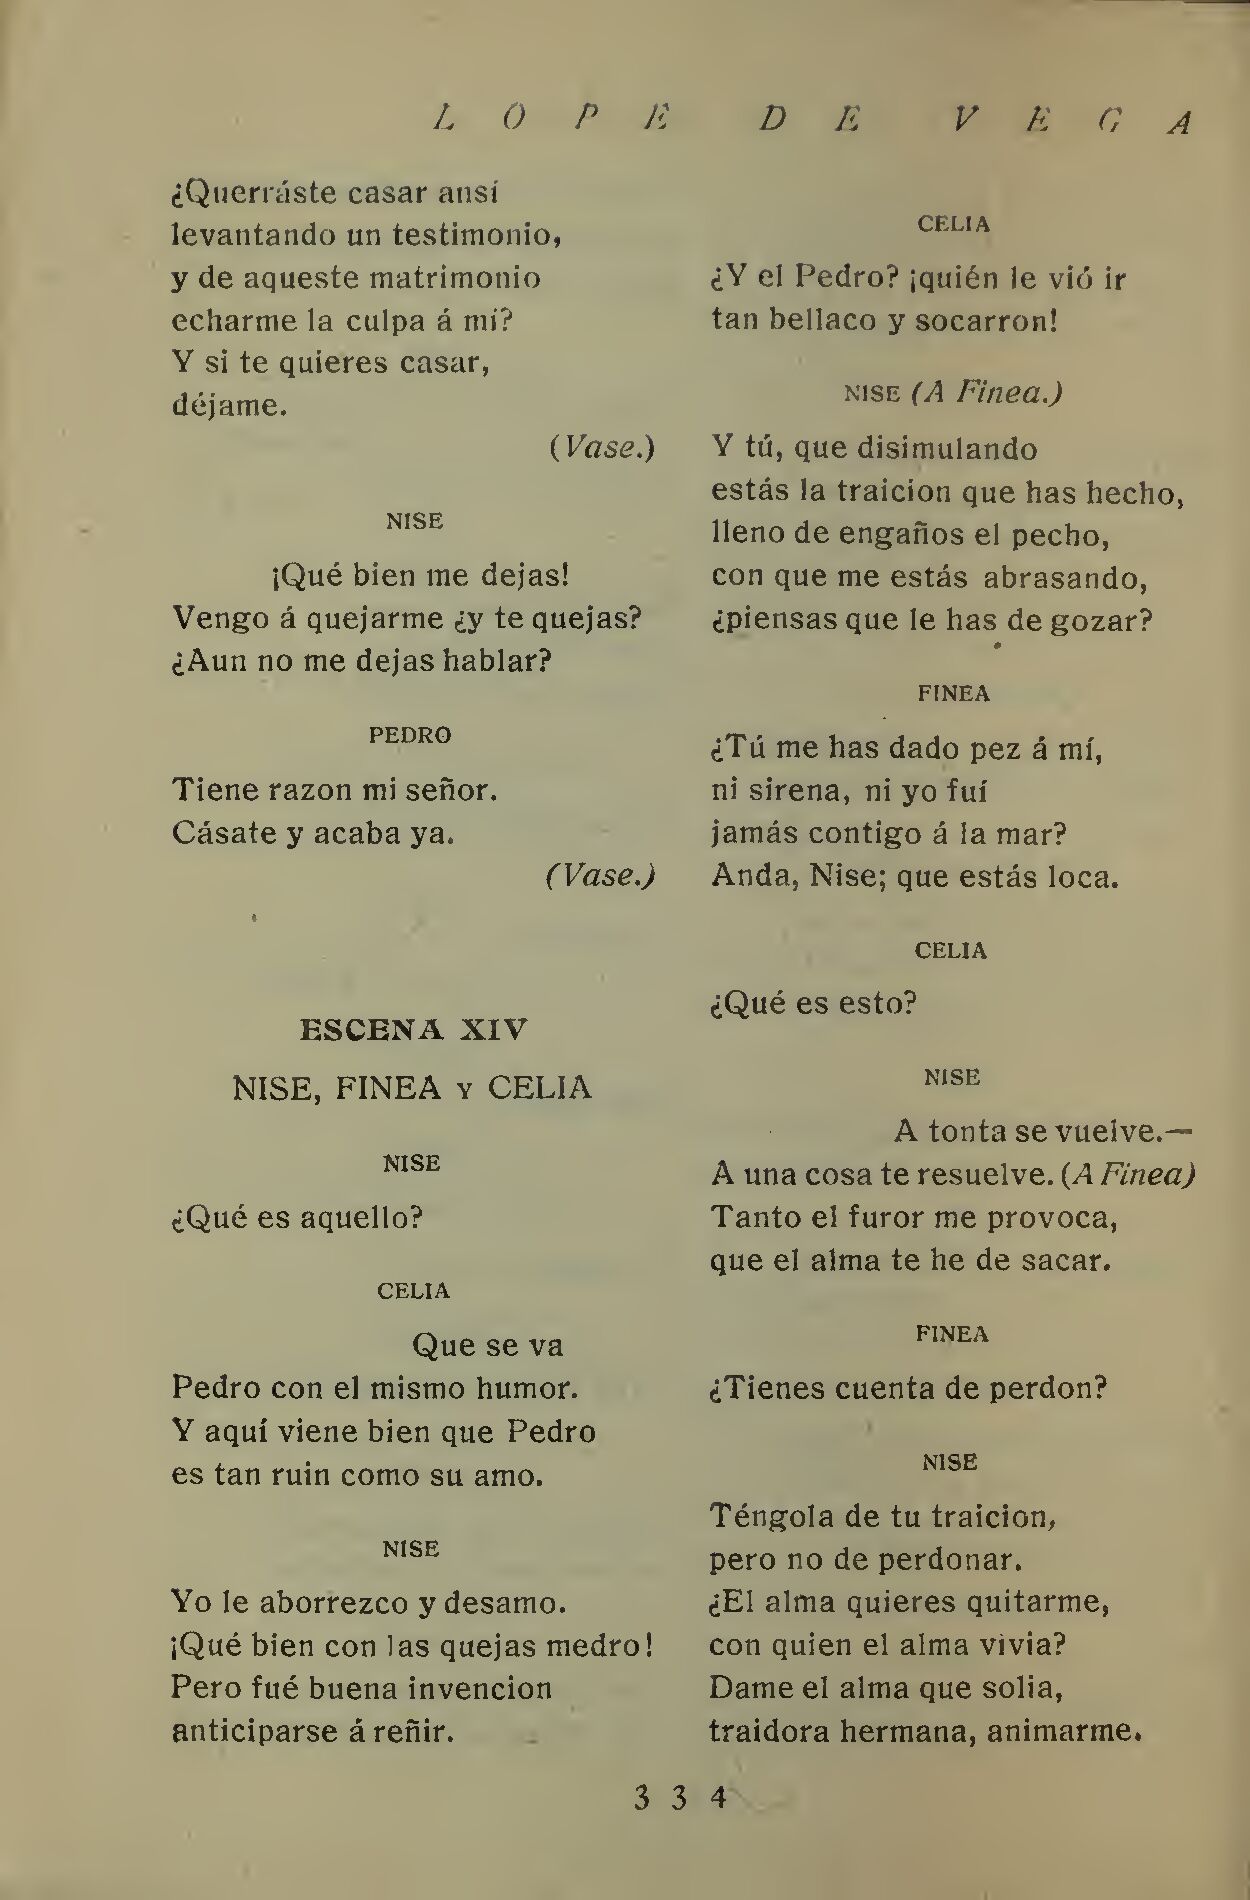 LOPE DE VEGA
¿Querráste casar ansí
levantando un testimonio,
y de aqueste matrimonio
echarme la culpa á mí?
Y si te quieres casar,
déjame.
(Vase.)
NISE
¡Qué bien me dejas!
Vengo á quejarme ¿y te quejas?
¿Aun no me dejas hablar?
PEDRO
Tiene razon mi señor.
Cásate y acaba ya.
(Vase.)
ESCENA XIV
NISE, FINEA Y CELIA
NISE
¿Qué es aquello?
CELIA
Que se va
Pedro con el mismo humor.
Y aquí viene bien que Pedro
es tan ruin como su amo.
NISE
Yo le aborrezco y desamo.
¡Qué bien con las quejas medro!
Pero fué buena invencion
anticiparse á reñir.
CELIA
¿Y el Pedro? ¡quién le vió ir
tan bellaco y socarron!
NISE (A Finea.)
Y tú, que disimulando
estás la traicion que has hecho,
lleno de engaños el pecho,
con que me estás abrasando,
¿piensas que le has de gozar?
FINEA
¿Tú me has dado pez á mí,
ni sirena, ni yo fuí
jamás contigo á la mar?
Anda, Nise; que estás loca.
CELIA
¿Qué es esto?
NISE
A tonta se vuelve.—
A una cosa te resuelve. (A Finea)
Tanto el furor me provoca,
que el alma te he de sacar.
FINEA
¿Tienes cuenta de perdon?
NISE
Téngola de tu traicion,
pero no de perdonar.
¿El alma quieres quitarme,
con quien el alma vivia?
Dame el alma que solia,
traidora hermana, animarme.
334